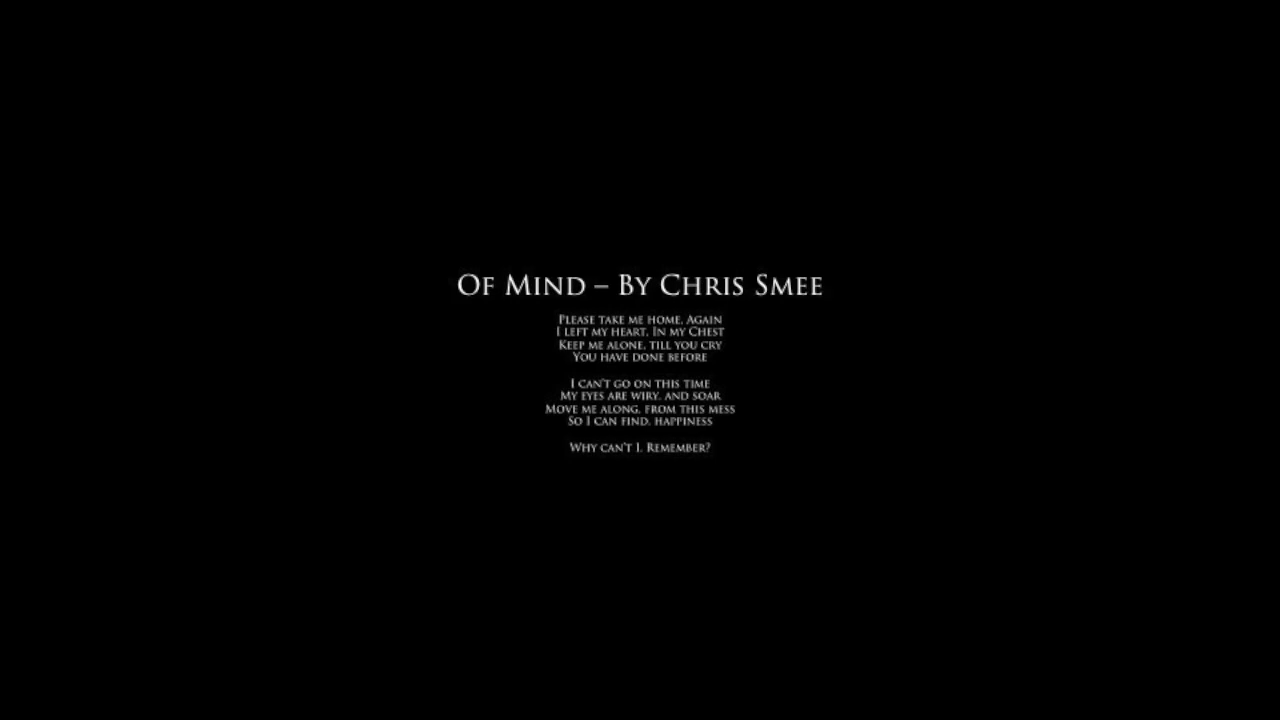 Of Mind – By Chris Smee
Please take me home, Again
I left my heart, In my Chest
Keep me alone, till you cry
You have done before
I can't go on this time
My eyes are wiry, and soar
Move me along, from this mess
So I can find, happiness
Why can't I, Remember?